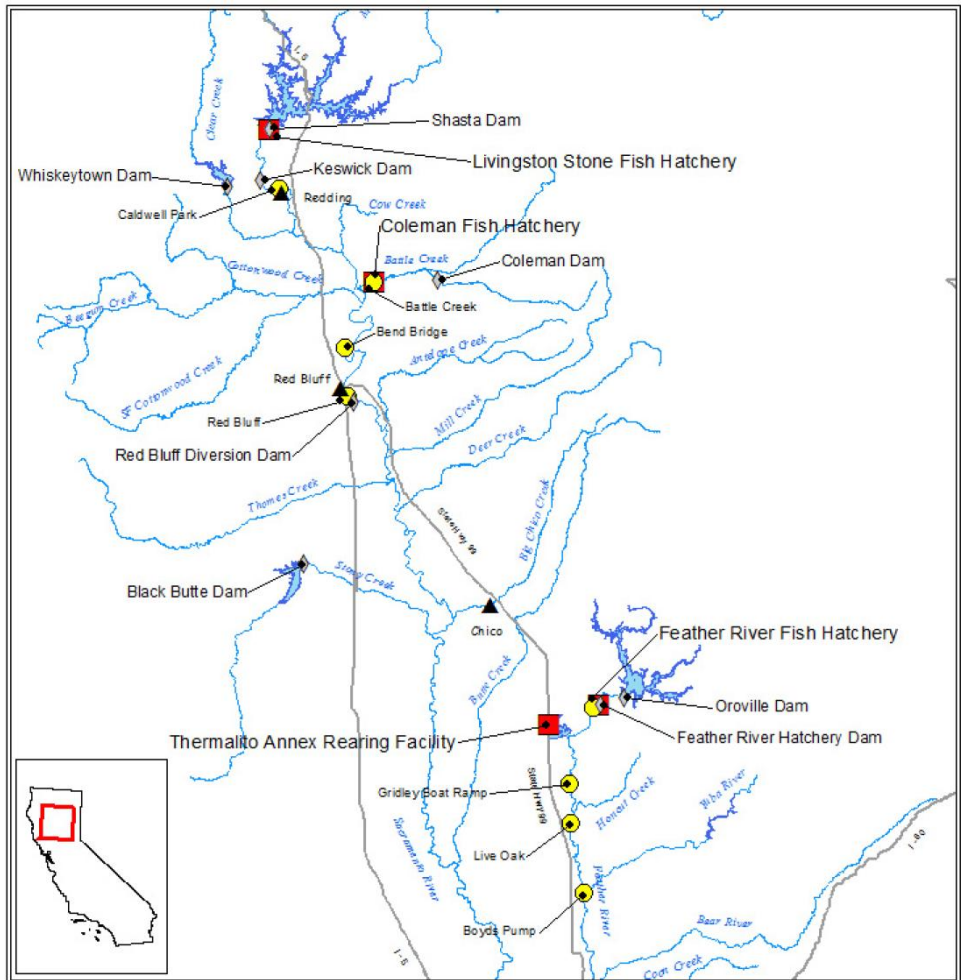 I-5
Clear Creek
Shasta Dam
Livingston Stone Fish Hatchery
Keswick Dam
Whiskeytown Dam
Redding
Caldwell Park
Cow Creek
Coleman Fish Hatchery
Battle Creek
Coleman Dam
Cottonwood Creek
Beegum Creek
Battle Creek
Bend Bridge
Antelope Creek
SF Cottonwood Creek
Red Bluff
Red Bluff
Mill Creek
Deer Creek
Red Bluff Diversion Dam
Thomes Creek
State Hwy 99
Big Chico Creek
Stony Creek
Black Butte Dam
Chico
Feather River Fish Hatchery
Butte Creek
Oroville Dam
Feather River Hatchery Dam
Thermalito Annex Rearing Facility
Gridley Boat Ramp
State Hwy 99
Honcut Creek
Yuba River
Live Oak
Sacramento River
I-80
Feather River
Boyds Pump
Bear River
I-5
Coon Creek